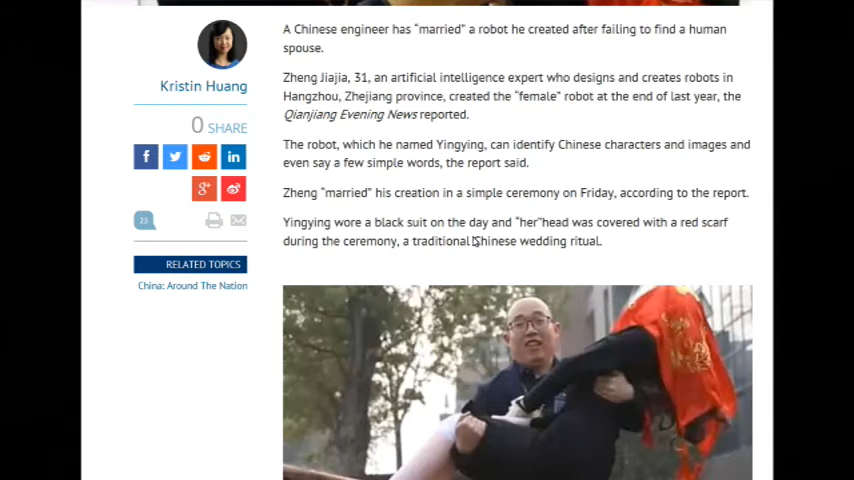 Kristin Huang
0 SHARE
23
RELATED TOPICS
China: Around The Nation
A Chinese engineer has “married” a robot he created after failing to find a human
spouse.
Zheng Jiajia, 31, an artificial intelligence expert who designs and creates robots in
Hangzhou, Zhejiang province, created the “female” robot at the end of last year, the
Qianjiang Evening News reported.
The robot, which he named Yingying, can identify Chinese characters and images and
even say a few simple words, the report said.
Zheng “married” his creation in a simple ceremony on Friday, according to the report.
Yingying wore a black suit on the day and “her”head was covered with a red scarf
during the ceremony, a traditional Chinese wedding ritual.